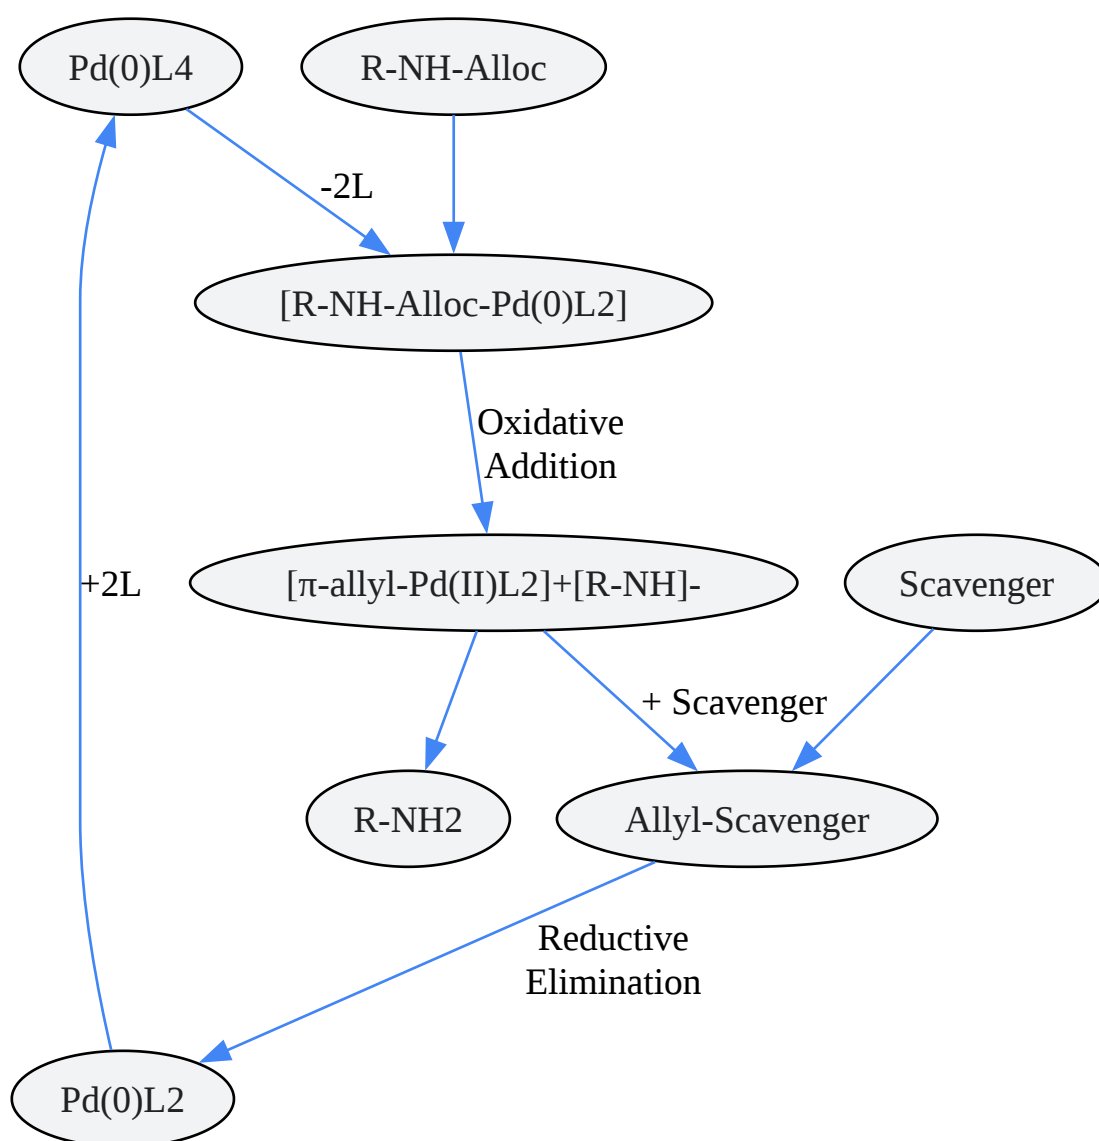 Pd(0)L4
R-NH-Alloc
-2L
[R-NH-Alloc-Pd(0)L2]
Oxidative
Addition
+2L
[π-allyl-Pd(II)L2]+[R-NH]-
Scavenger
+ Scavenger
R-NH2
Allyl-Scavenger
Reductive
Elimination
Pd(0)L2